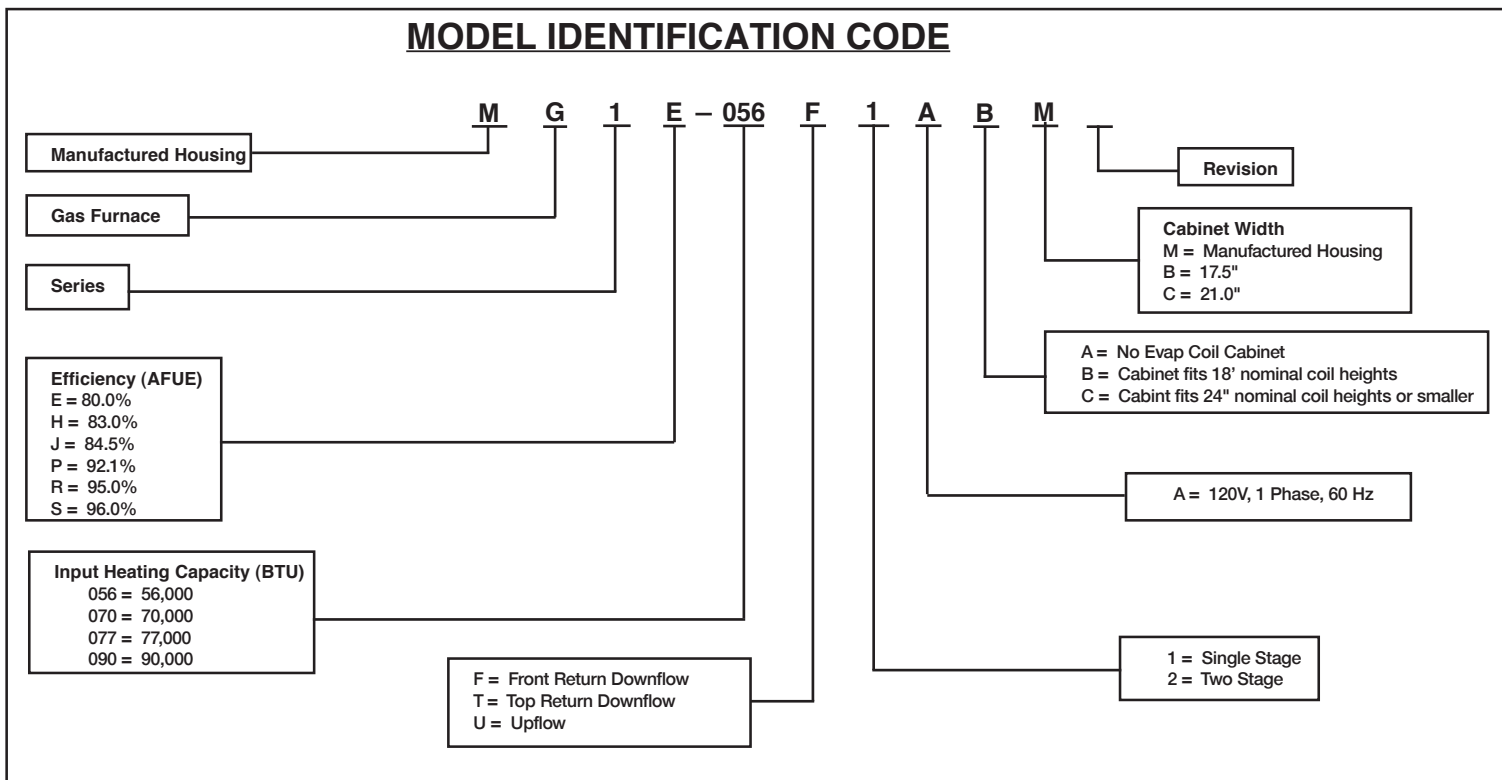 MODEL IDENTIFICATION CODE
M G 1 E – 056 F 1 A B M
Manufactured Housing
Gas Furnace
Series
Efficiency (AFUE)
E = 80.0%
H = 83.0%
J = 84.5%
P = 92.1%
R = 95.0%
S = 96.0%
Input Heating Capacity (BTU)
056 = 56,000
070 = 70,000
077 = 77,000
090 = 90,000
F = Front Return Downflow
T = Top Return Downflow
U = Upflow
1 = Single Stage
2 = Two Stage
A = 120V, 1 Phase, 60 Hz
A = No Evap Coil Cabinet
B = Cabinet fits 18' nominal coil heights
C = Cabint fits 24" nominal coil heights or smaller
Cabinet Width
M = Manufactured Housing
B = 17.5"
C = 21.0"
Revision